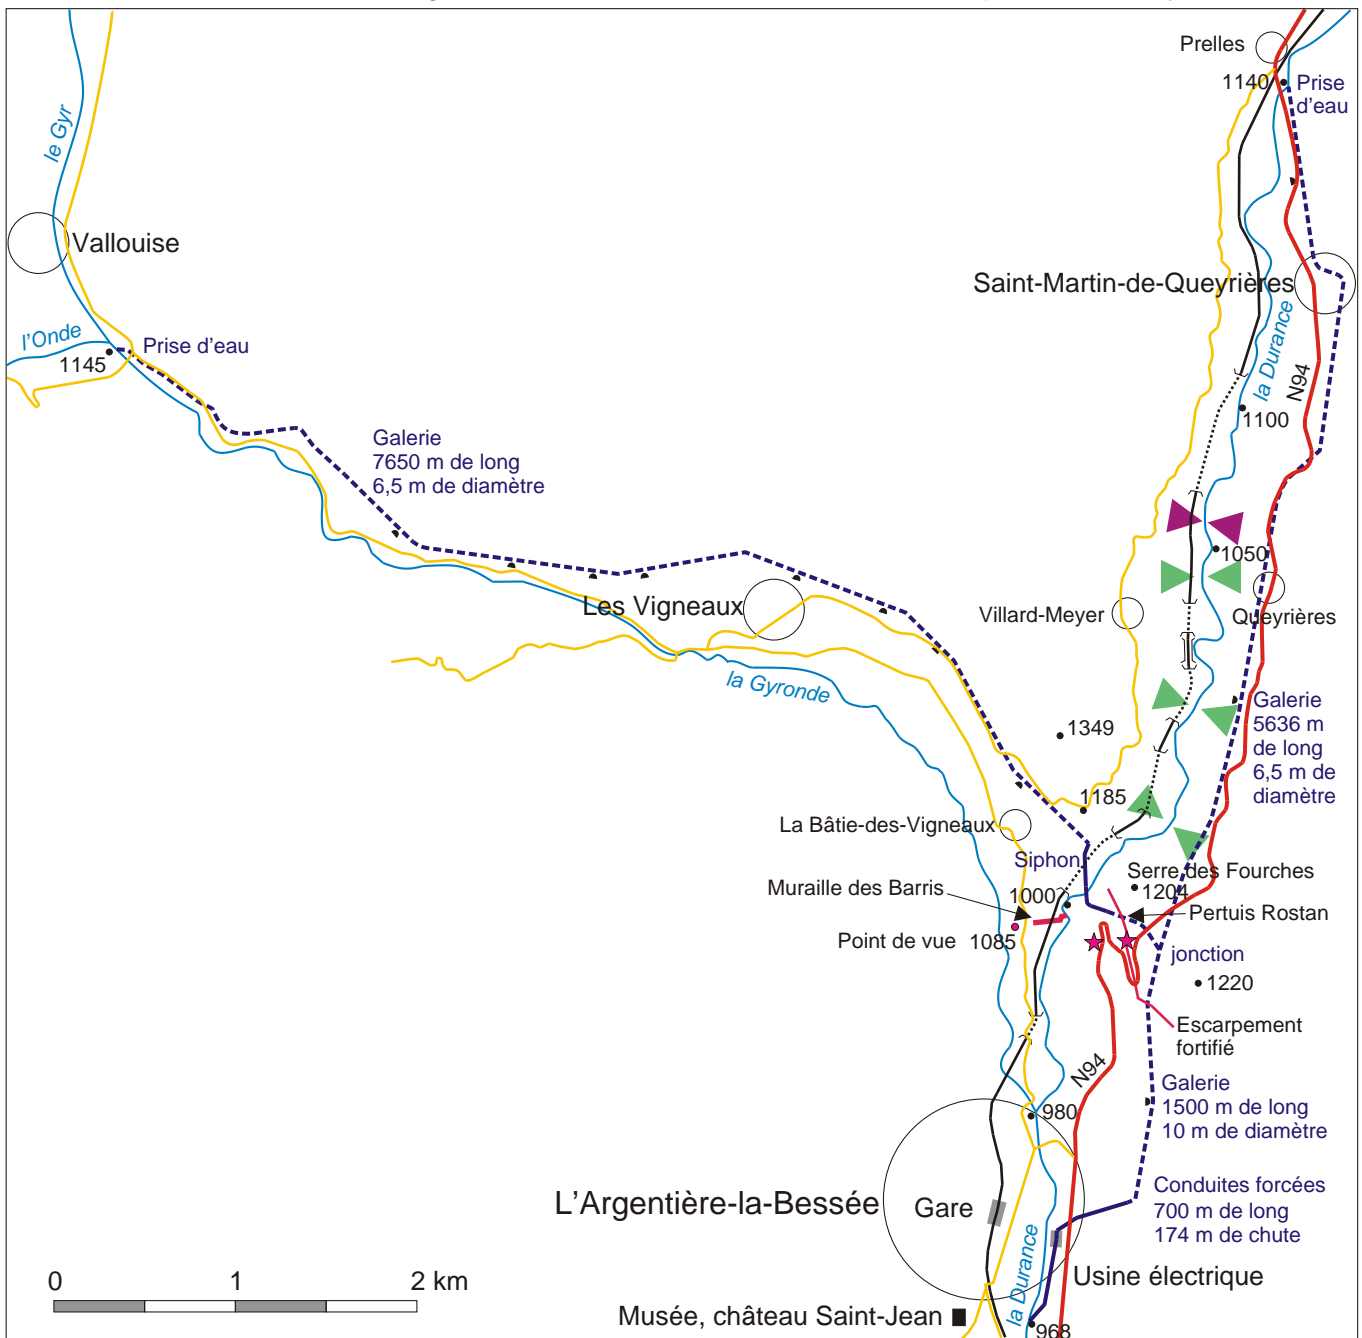 Prelles
1140
Prise
d'eau
le Gyr
Vallouise
Saint-Martin-de-Queyrières
l'Onde
1145
Prise d'eau
la Durance
N94
1100
Galerie
7650 m de long
6,5 m de diamètre
1050
Les Vigneaux
Villard-Meyer
Queyrières
la Gyronde
1349
Galerie
5636 m
de long
6,5 m de
diamètre
1185
La Bâtie-des-Vigneaux
Siphon
Serre des Fourches
1204
Muraille des Barris
1000
Pertuis Rostan
Point de vue
1085
jonction
1220
Escarpement
fortifié
N94
Galerie
1500 m de long
10 m de diamètre
980
L'Argentière-la-Bessée
Gare
Conduites forcées
700 m de long
174 m de chute
la Durance
Usine électrique
0 1 2 km
Musée, château Saint-Jean
968